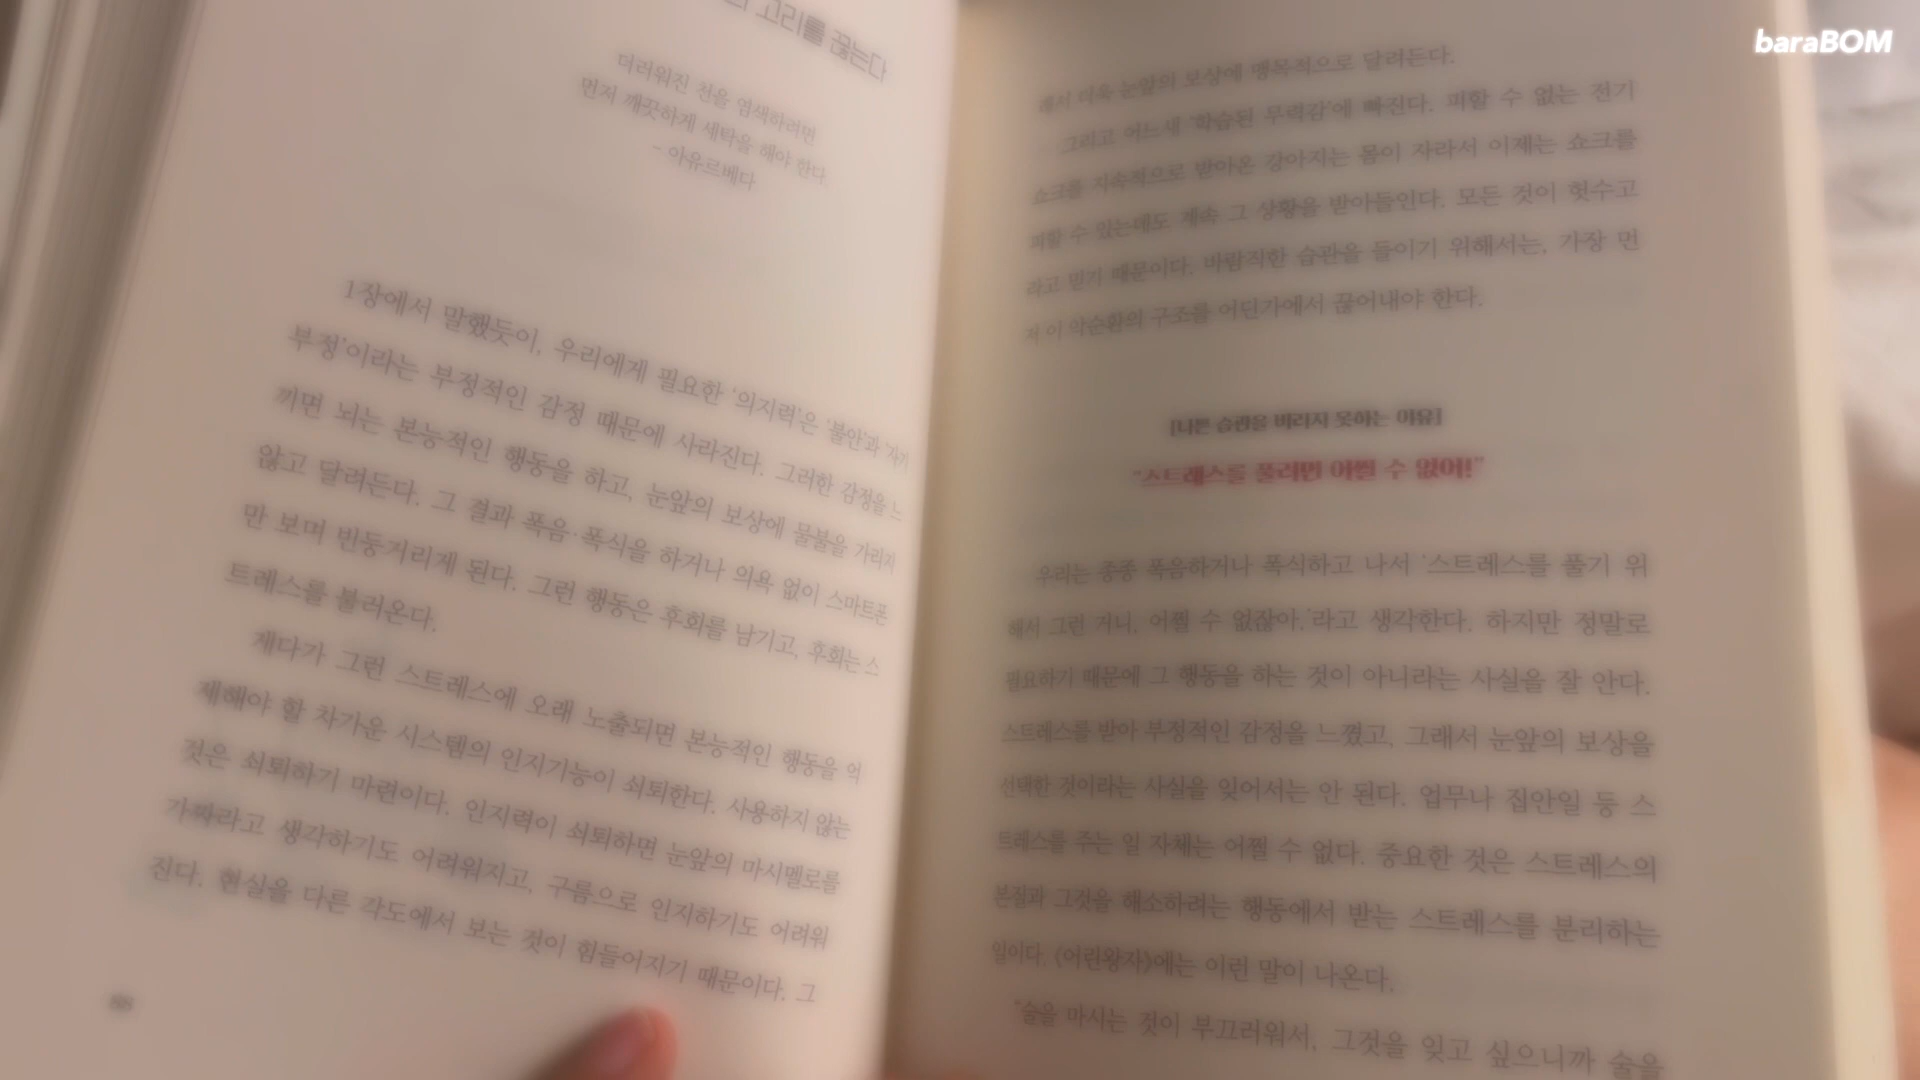 고리를 끊는다
더러워진 천을 염색하려면
먼저 깨끗하게 세탁을 해야 한다.
- 아유르베다
1장에서 말했듯이, 우리에게 필요한 '의지력'은 '불안'과 '자기
부정'이라는 부정적인 감정 때문에 사라진다. 그러한 감정을 느
끼면 뇌는 본능적인 행동을 하고, 눈앞의 보상에 물불을 가리지
않고 달려든다. 그 결과 폭음·폭식을 하거나 의욕 없이 스마트폰
만 보며 빈둥거리게 된다. 그런 행동은 후회를 남기고, 후회는 스
트레스를 불러온다.
게다가 그런 스트레스에 오래 노출되면 본능적인 행동을 억
제해야 할 차가운 시스템의 인지기능이 쇠퇴한다. 사용하지 않는
것은 쇠퇴하기 마련이다. 인지력이 쇠퇴하면 눈앞의 마시멜로를
가짜라고 생각하기도 어려워지고, 구름으로 인지하기도 어려워
진다. 현실을 다른 각도에서 보는 것이 힘들어지기 때문이다. 그
래서 더욱 눈앞의 보상에 맹목적으로 달려든다.
그리고 어느새 '학습된 무력감'에 빠진다. 피할 수 없는 전기
쇼크를 지속적으로 받아온 강아지는 몸이 자라서 이제는 쇼크를
피할 수 있는데도 계속 그 상황을 받아들인다. 모든 것이 헛수고
라고 믿기 때문이다. 바람직한 습관을 들이기 위해서는, 가장 먼
저 이 악순환의 구조를 어딘가에서 끊어내야 한다.
[나쁜 습관을 버리지 못하는 이유]
"스트레스를 풀려면 어쩔 수 없어!"
우리는 종종 폭음하거나 폭식하고 나서 '스트레스를 풀기 위
해서 그런 거니, 어쩔 수 없잖아.'라고 생각한다. 하지만 정말로
필요하기 때문에 그 행동을 하는 것이 아니라는 사실을 잘 안다.
스트레스를 받아 부정적인 감정을 느꼈고, 그래서 눈앞의 보상을
선택한 것이라는 사실을 잊어서는 안 된다. 업무나 집안일 등 스
트레스를 주는 일 자체는 어쩔 수 없다. 중요한 것은 스트레스의
본질과 그것을 해소하려는 행동에서 받는 스트레스를 분리하는
일이다. 《어린왕자》에는 이런 말이 나온다.
"술을 마시는 것이 부끄러워서, 그것을 잊고 싶으니까 술을
baraBOM